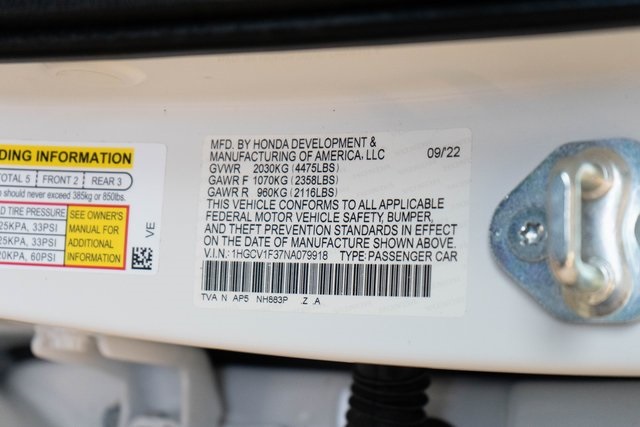 DING INFORMATION
TOTAL 5 FRONT 2 REAR 3
should never exceed 385kg or 850lbs.
TIRE PRESSURE
25KPA, 33PSI
25KPA, 33PSI
20KPA, 60PSI
SEE OWNER'S
MANUAL FOR
ADDITIONAL
INFORMATION
VE
MFD. BY HONDA DEVELOPMENT &
MANUFACTURING OF AMERICA, LLC 09/22
GVWR 2030KG (4475LBS)
GAWR F 1070KG (2358LBS)
GAWR R 960KG (2116LBS)
THIS VEHICLE CONFORMS TO ALL APPLICABLE
FEDERAL MOTOR VEHICLE SAFETY, BUMPER,
AND THEFT PREVENTION STANDARDS IN EFFECT
ON THE DATE OF MANUFACTURE SHOWN ABOVE.
V.I.N.: 1HGCV1F37NA079918 TYPE: PASSENGER CAR
TVA N AP5 NH883P .Z .A